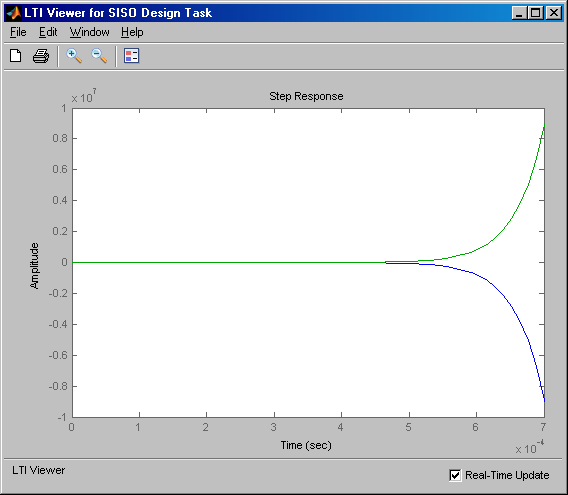 LTI Viewer for SISO Design Task
File Edit Window Help
x 10^7
Step Response
1
0.8
0.6
0.4
0.2
0
-0.2
-0.4
-0.6
-0.8
-1
Amplitude
0 1 2 3 4 5 6 7
x 10^-4
Time (sec)
LTI Viewer
Real-Time Update